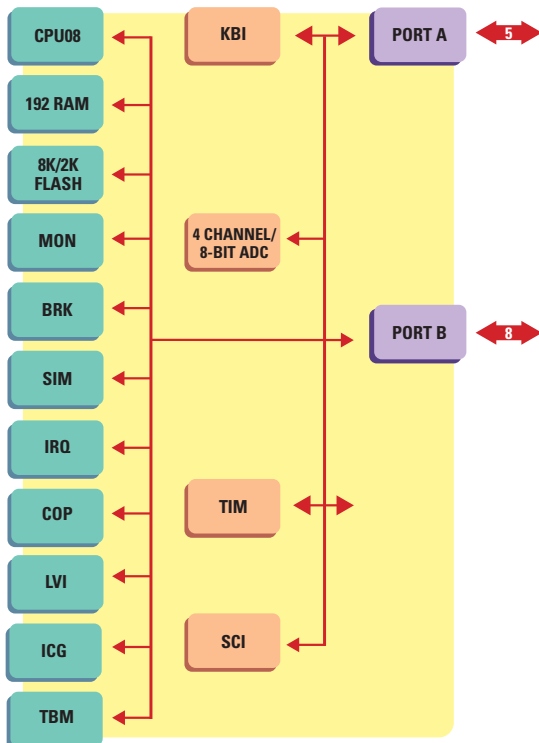 CPU08
KBI
PORT A
5
192 RAM
8K/2K
FLASH
MON
4 CHANNEL/
8-BIT ADC
BRK
PORT B
8
SIM
IRQ
TIM
COP
LVI
SCI
ICG
TBM